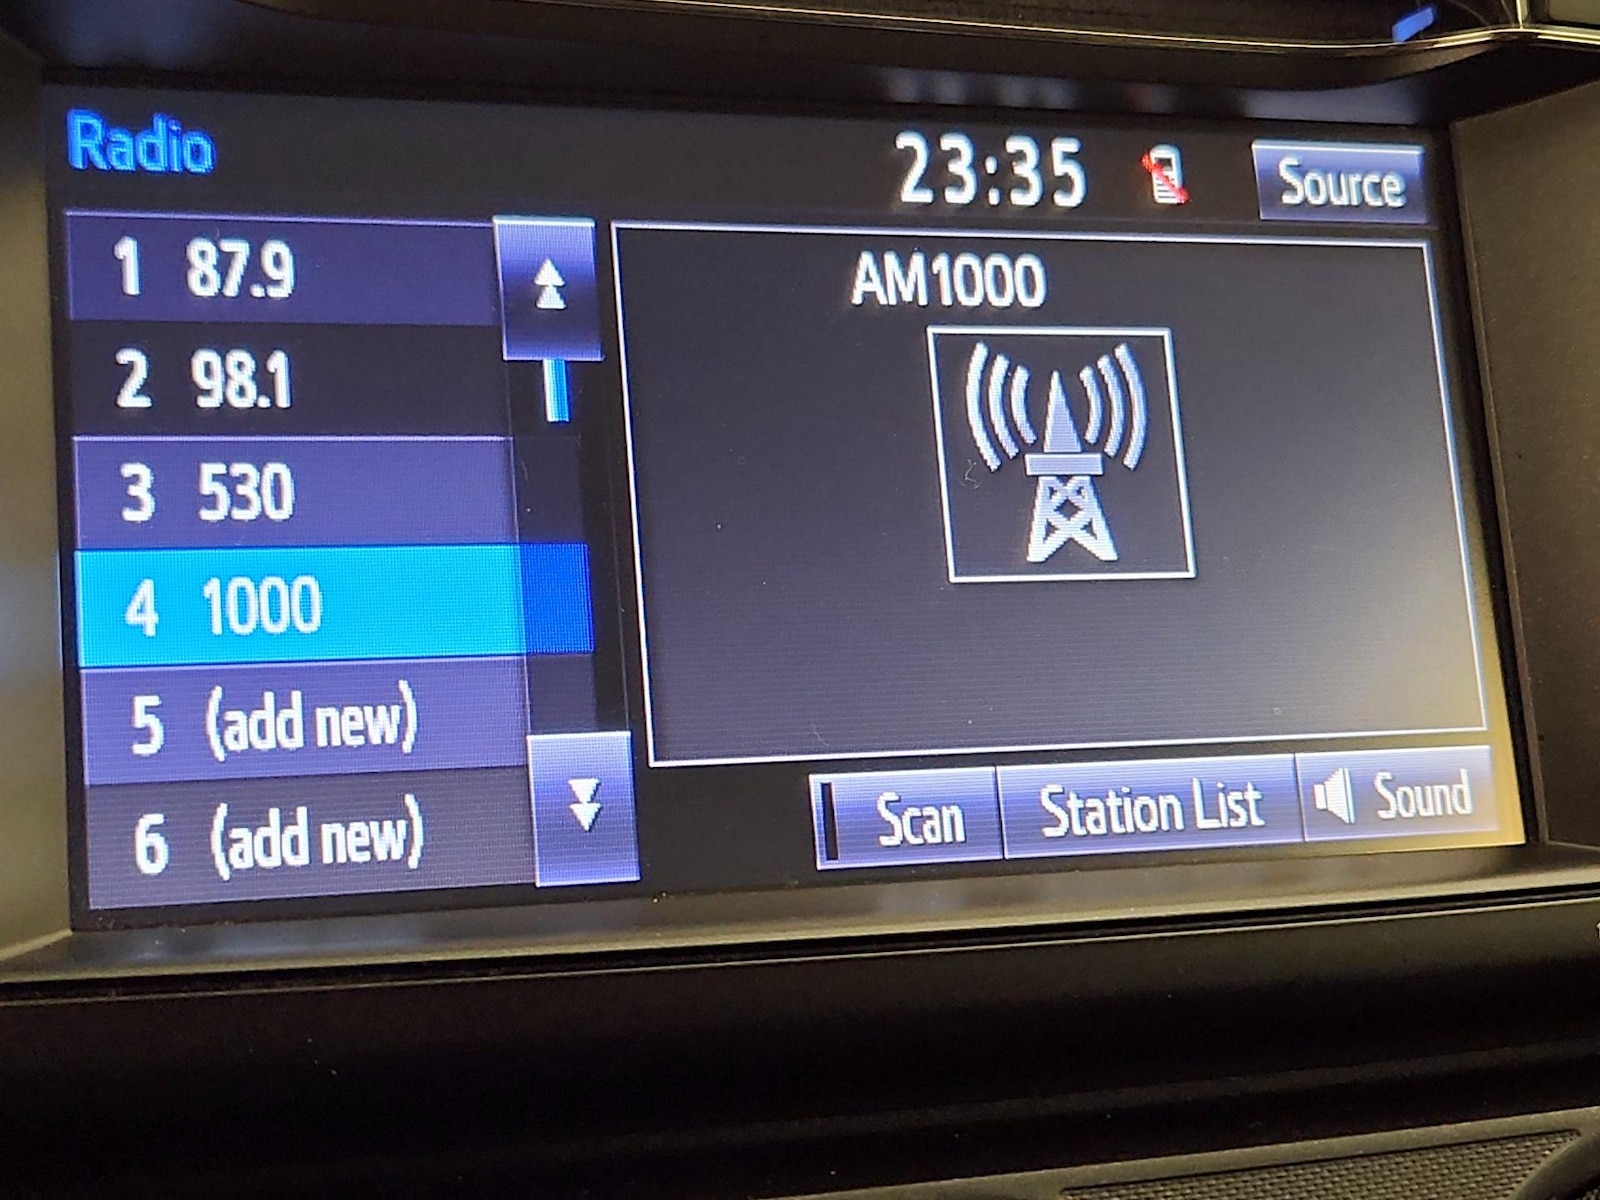 Radio
23:35
Source
1 87.9
2 98.1
3 530
4 1000
5 (add new)
6 (add new)
AM1000
Scan
Station List
Sound